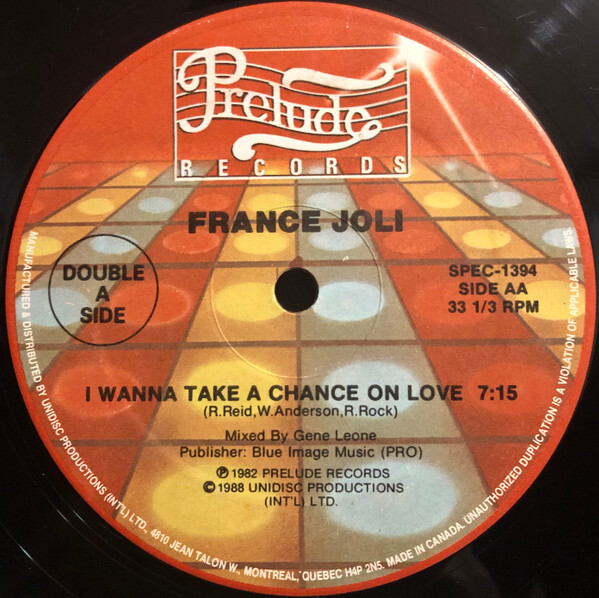 Prelude
RECORDS
FRANCE JOLI
DOUBLE
A
SIDE
SPEC-1394
SIDE AA
33 1/3 RPM
I WANNA TAKE A CHANCE ON LOVE 7:15
(R.Reid,W.Anderson,R.Rock)
Mixed By Gene Leone
Publisher: Blue Image Music (PRO)
℗ 1982 PRELUDE RECORDS
© 1988 UNIDISC PRODUCTIONS
(INT'L) LTD.
MANUFACTURED & DISTRIBUTED BY UNIDISC PRODUCTIONS (INT'L) LTD., 4810 JEAN TALON W., MONTREAL, QUEBEC H4P 2N5. MADE IN CANADA. UNAUTHORIZED DUPLICATION IS A VIOLATION OF APPLICABLE LAWS.